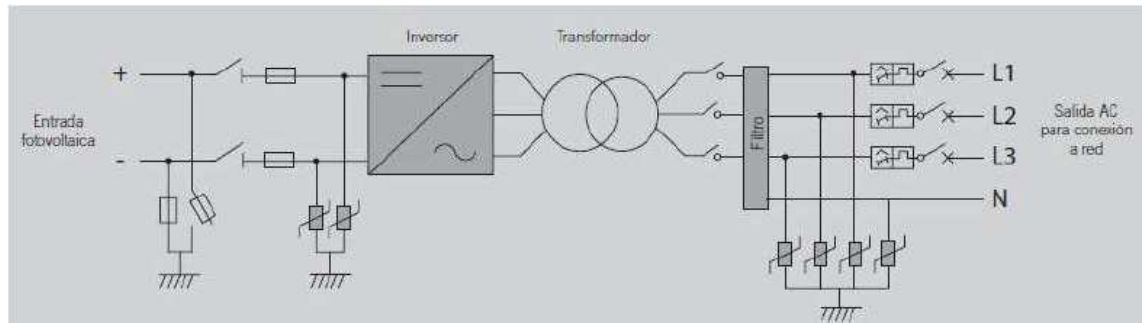 Inversor
Transformador
+
-
Entrada
fotovoltaica
Filtro
L1
L2
L3
N
Salida AC
para conexión
a red